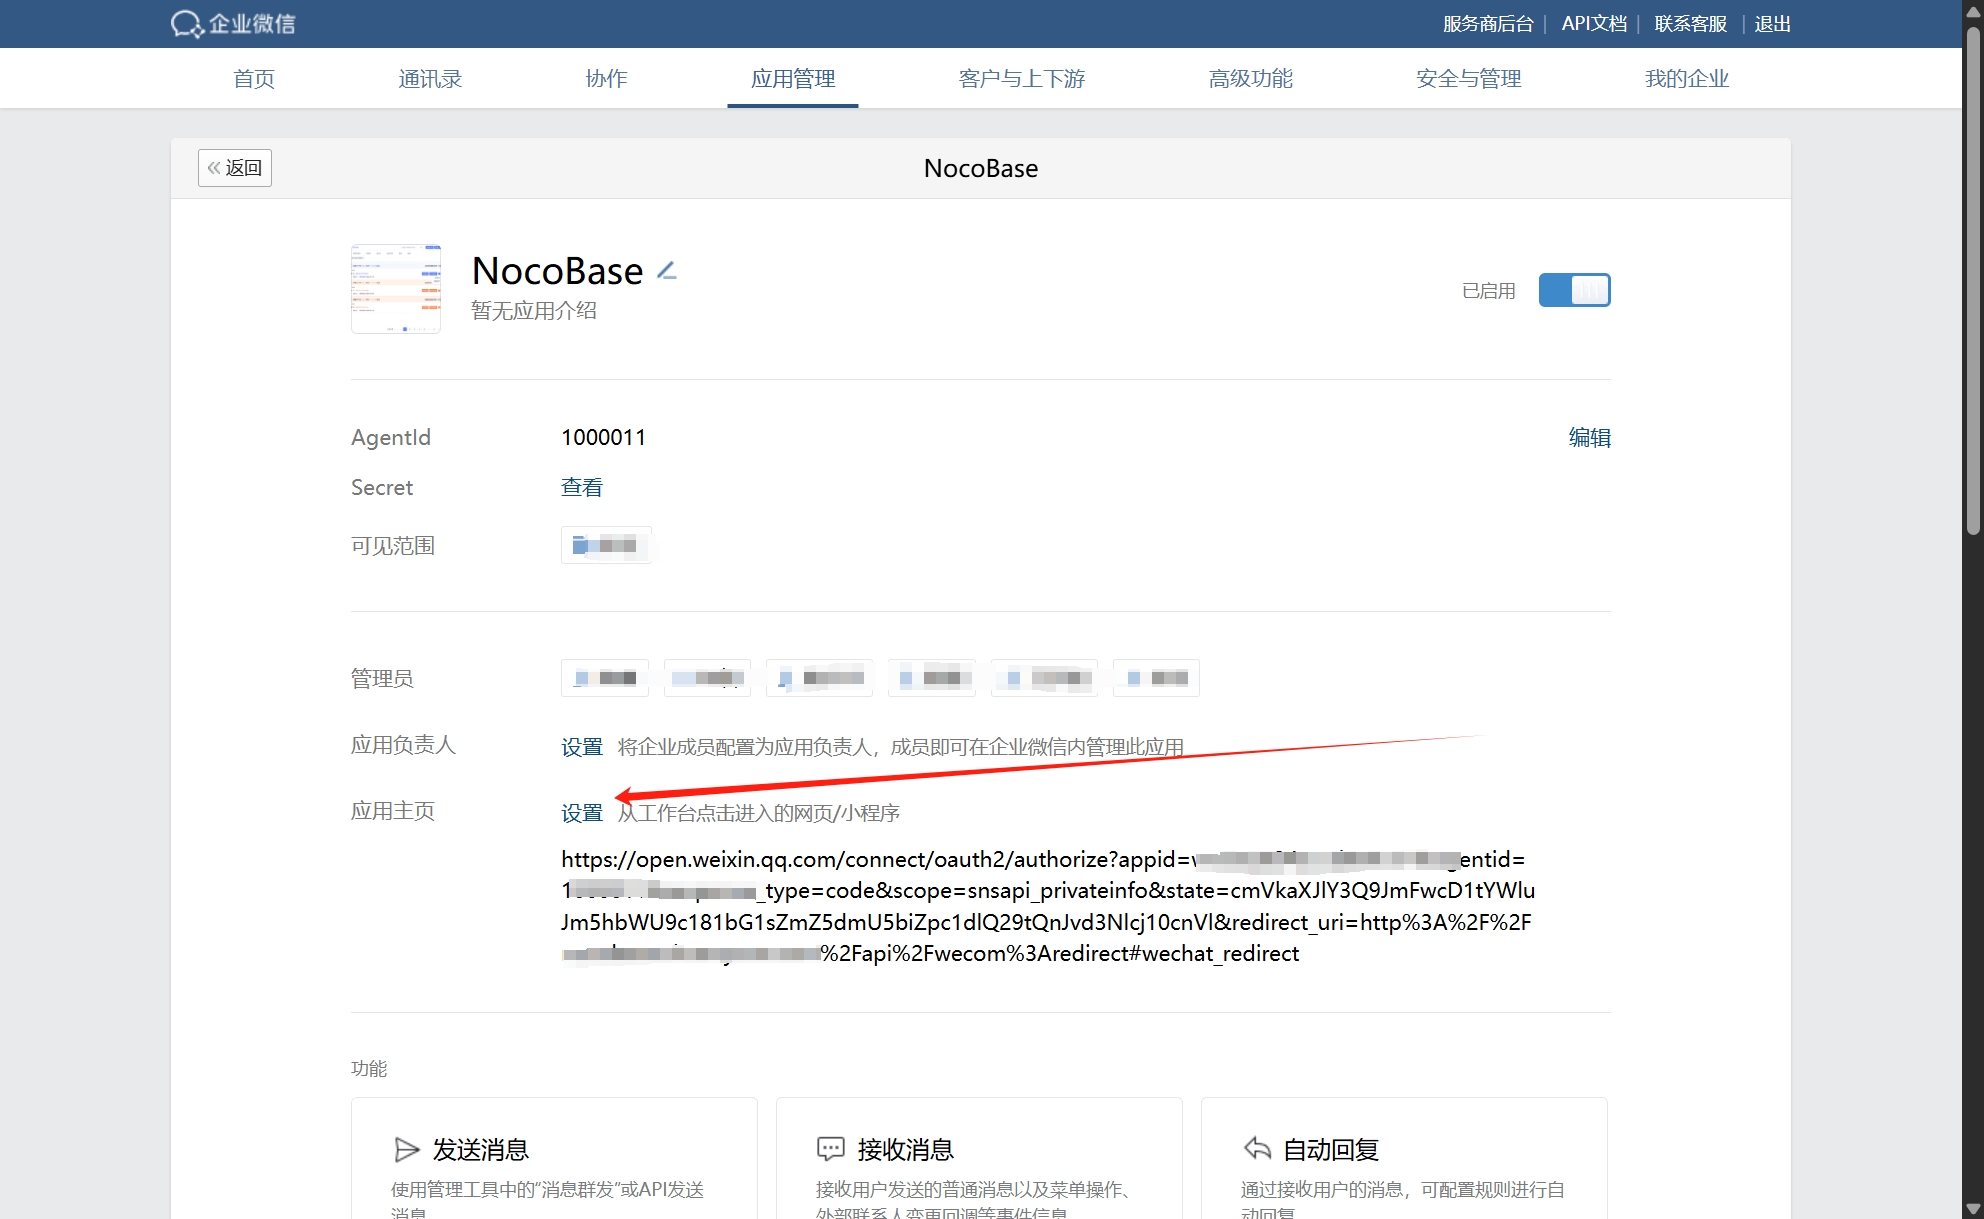 企业微信
服务商后台 | API文档 | 联系客服 | 退出
首页 通讯录 协作 应用管理 客户与上下游 高级功能 安全与管理 我的企业
«返回 NocoBase
NocoBase
暂无应用介绍
已启用
AgentId 1000011 编辑
Secret 查看
可见范围
管理员
应用负责人 设置 将企业成员配置为应用负责人，成员即可在企业微信内管理此应用
应用主页 设置 从工作台点击进入的网页/小程序
https://open.weixin.qq.com/connect/oauth2/authorize?appid= entid=
_type=code&scope=snsapi_privateinfo&state=cmVkaXJlY3Q9JmFwcD1tYWlu
Jm5hbWU9c181bG1sZmZ5dmU5biZpc1dlQ29tQnJvd3Nlcj10cnVl&redirect_uri=http%3A%2F%2F
%2Fapi%2Fwecom%3Aredirect#wechat_redirect
功能
发送消息
使用管理工具中的“消息群发”或API发送
消息
接收消息
接收用户发送的普通消息以及菜单操作、
外部联系人变更回调等事件信息
自动回复
通过接收用户的消息，可配置规则进行自
动回复